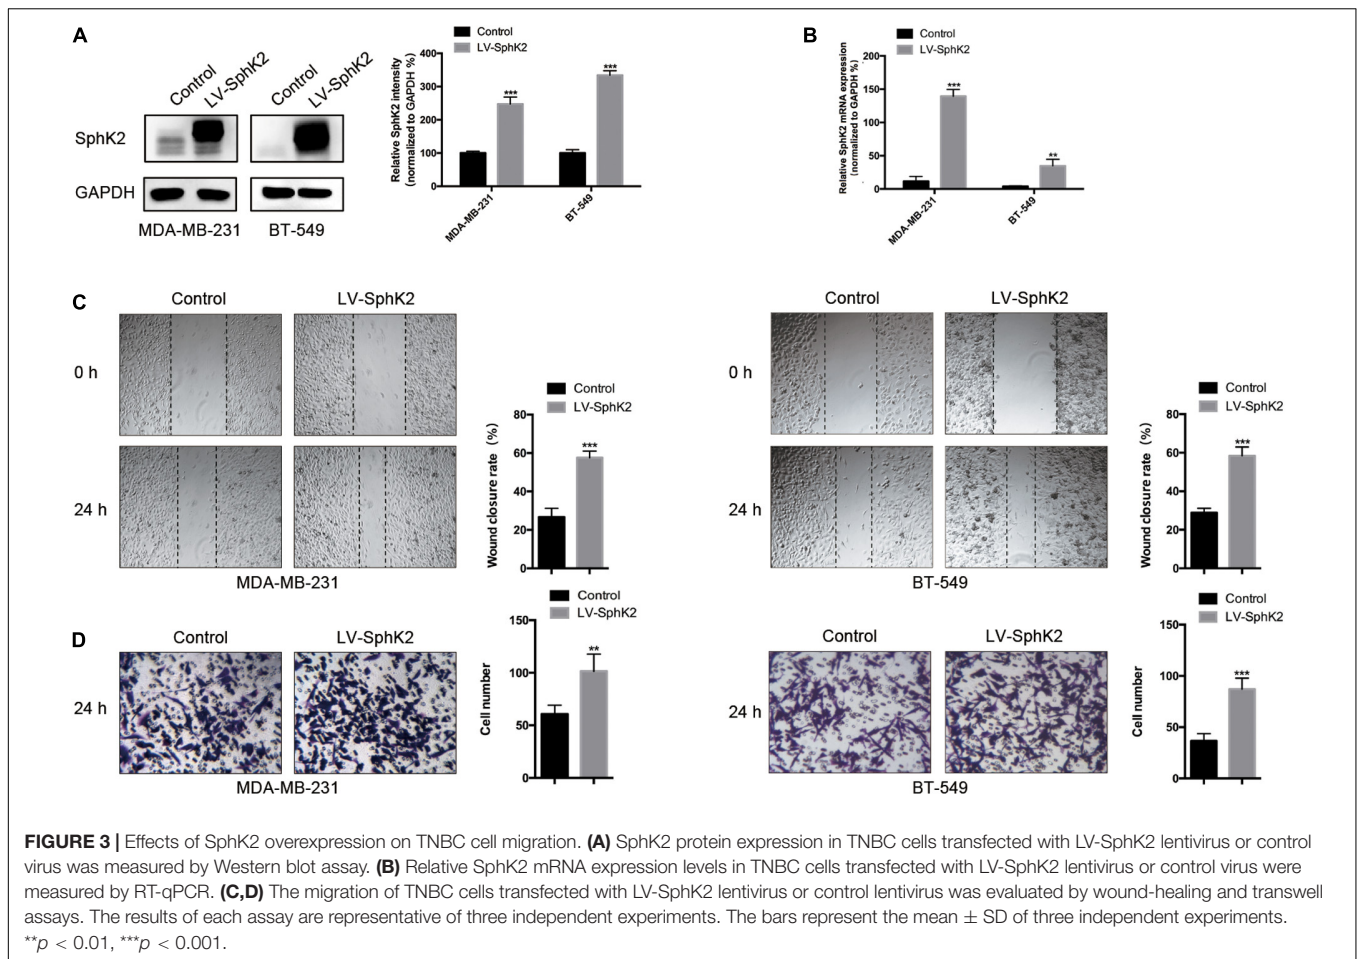 A
Control
LV-SphK2
Control
LV-SphK2
SphK2
GAPDH
MDA-MB-231
BT-549
Control
LV-SphK2
Relative SphK2 intensity
(normalized to GAPDH %)
400
300
200
100
0
***
***
MDA-MB-231
BT-549
B
Control
LV-SphK2
Relative SphK2 mRNA expression
(normalized to GAPDH %)
200
150
100
50
0
***
**
MDA-MB-231
BT-549
C
Control
LV-SphK2
0 h
24 h
MDA-MB-231
Control
LV-SphK2
Wound closure rate (%)
80
60
40
20
0
***
Control
LV-SphK2
0 h
24 h
BT-549
Control
LV-SphK2
Wound closure rate (%)
80
60
40
20
0
***
D
Control
LV-SphK2
24 h
MDA-MB-231
Control
LV-SphK2
Cell number
150
100
50
0
**
Control
LV-SphK2
24 h
BT-549
Control
LV-SphK2
Cell number
150
100
50
0
***
FIGURE 3 | Effects of SphK2 overexpression on TNBC cell migration. (A) SphK2 protein expression in TNBC cells transfected with LV-SphK2 lentivirus or control
virus was measured by Western blot assay. (B) Relative SphK2 mRNA expression levels in TNBC cells transfected with LV-SphK2 lentivirus or control virus were
measured by RT-qPCR. (C,D) The migration of TNBC cells transfected with LV-SphK2 lentivirus or control lentivirus was evaluated by wound-healing and transwell
assays. The results of each assay are representative of three independent experiments. The bars represent the mean ± SD of three independent experiments.
**p < 0.01, ***p < 0.001.